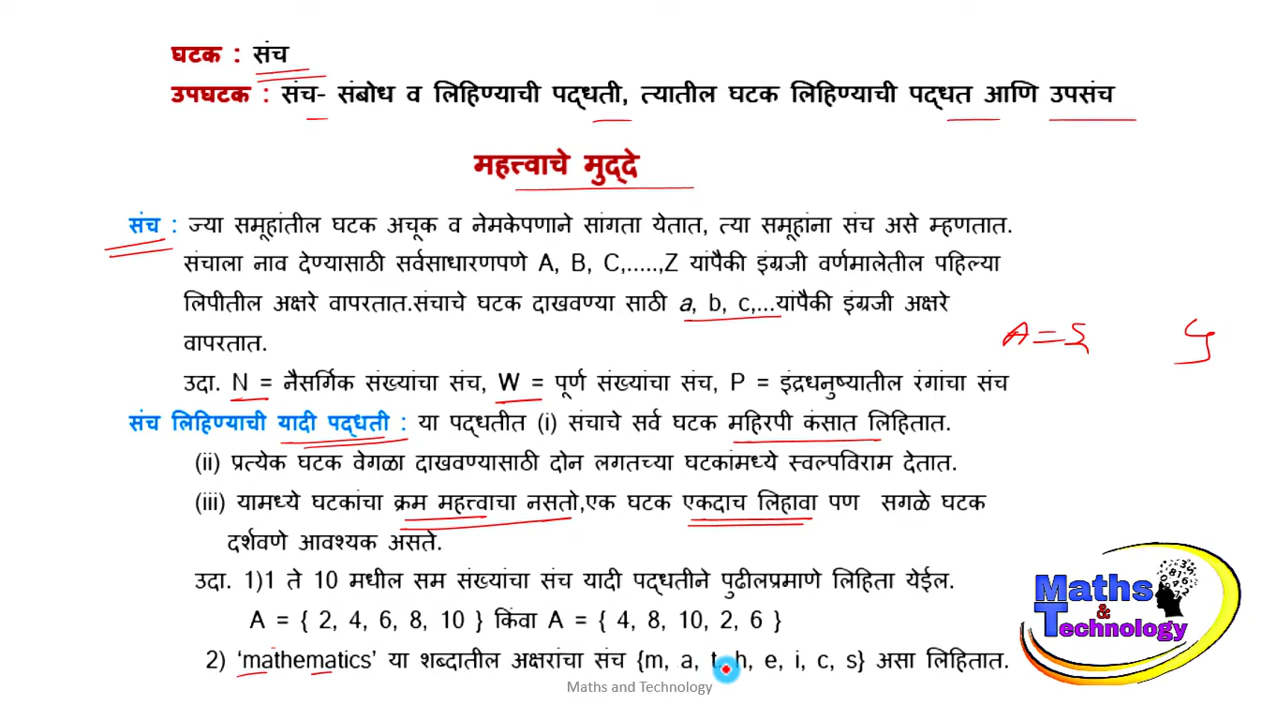 घटक : संच
उपघटक : संच- संबोध व लिहिण्याची पद्धती, त्यातील घटक लिहिण्याची पद्धत आणि उपसंच
महत्त्वाचे मुद्दे
संच : ज्या समूहांतील घटक अचूक व नेमकेपणाने सांगता येतात, त्या समूहांना संच असे म्हणतात.
संचाला नाव देण्यासाठी सर्वसाधारणपणे A, B, C,.....,Z यांपैकी इंग्रजी वर्णमालेतील पहिल्या
लिपीतील अक्षरे वापरतात.संचाचे घटक दाखवण्या साठी a, b, c,...यांपैकी इंग्रजी अक्षरे
वापरतात.
A =
उदा. N = नैसर्गिक संख्यांचा संच, W = पूर्ण संख्यांचा संच, P = इंद्रधनुष्यातील रंगांचा संच
संच लिहिण्याची यादी पद्धती : या पद्धतीत (i) संचाचे सर्व घटक महिरपी कंसात लिहितात.
(ii) प्रत्येक घटक वेगळा दाखवण्यासाठी दोन लगतच्या घटकांमध्ये स्वल्पविराम देतात.
(iii) यामध्ये घटकांचा क्रम महत्त्वाचा नसतो,एक घटक एकदाच लिहावा पण सगळे घटक
दर्शवणे आवश्यक असते.
उदा. 1)1 ते 10 मधील सम संख्यांचा संच यादी पद्धतीने पुढीलप्रमाणे लिहिता येईल.
A = { 2, 4, 6, 8, 10 } किंवा A = { 4, 8, 10, 2, 6 }
2) ‘mathematics’ या शब्दातील अक्षरांचा संच {m, a, t, h, e, i, c, s} असा लिहितात.
Maths
&
Technology
Maths and Technology